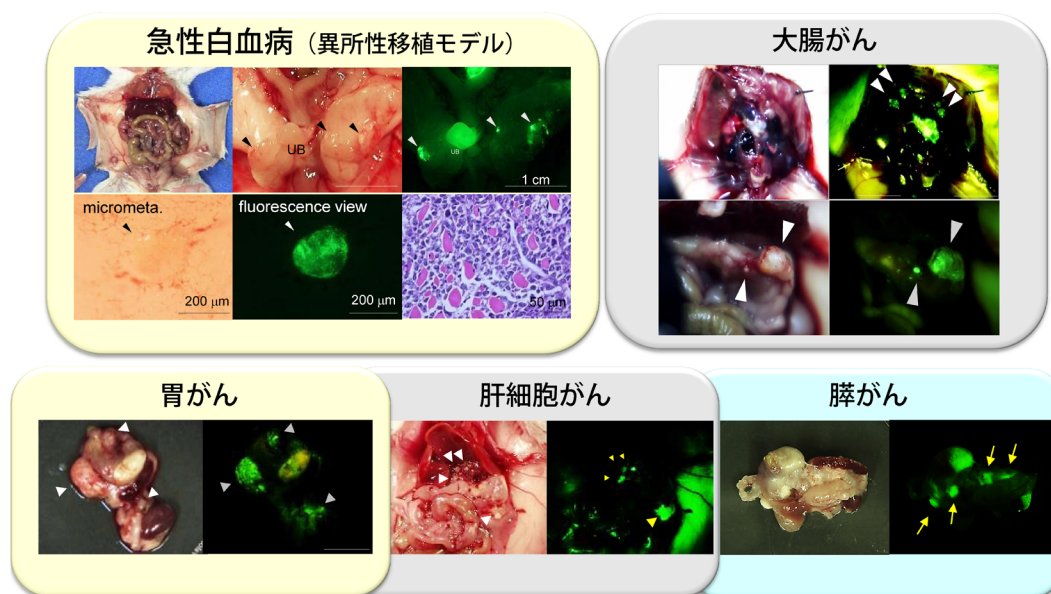 急性白血病（異所性移植モデル）
UB
UB
1 cm
micrometa.
200 μm
fluorescence view
200 μm
50 μm
大腸がん
胃がん
肝細胞がん
膵がん